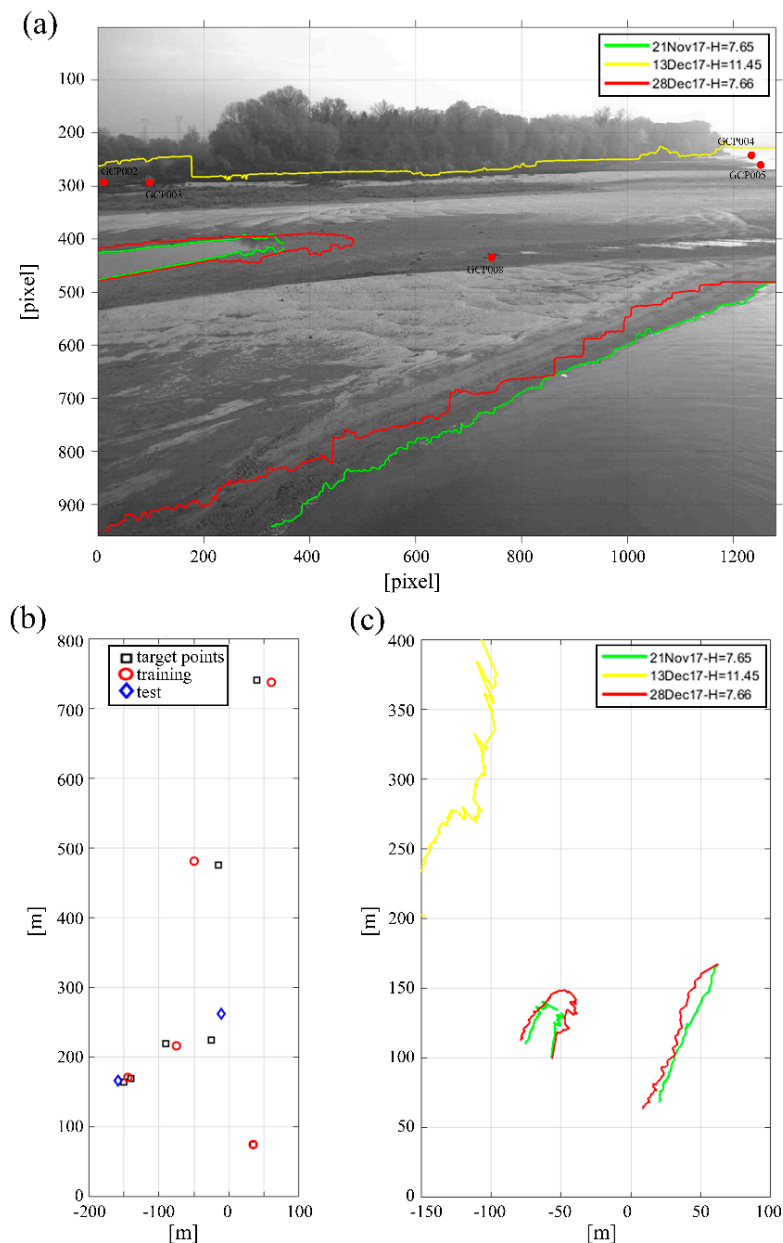 (a)
21Nov17-H=7.65
13Dec17-H=11.45
28Dec17-H=7.66
100
200
300
400
500
600
700
800
900
[pixel]
GCP002
GCP003
GCP004
GCP005
GCP008
0
200
400
600
800
1000
1200
[pixel]
(b)
800
700
600
500
400
300
200
100
0
[m]
target points
training
test
-200
-100
0
100
[m]
(c)
400
350
300
250
200
150
100
50
0
[m]
21Nov17-H=7.65
13Dec17-H=11.45
28Dec17-H=7.66
-150
-100
-50
0
50
100
[m]